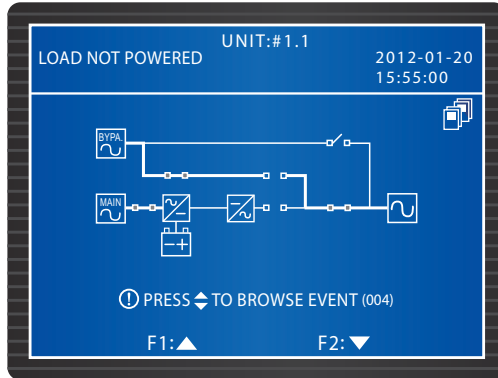 UNIT:#1.1
LOAD NOT POWERED
2012-01-20
15:55:00
BYPA.
MAIN
PRESS TO BROWSE EVENT (004)
F1:
F2: